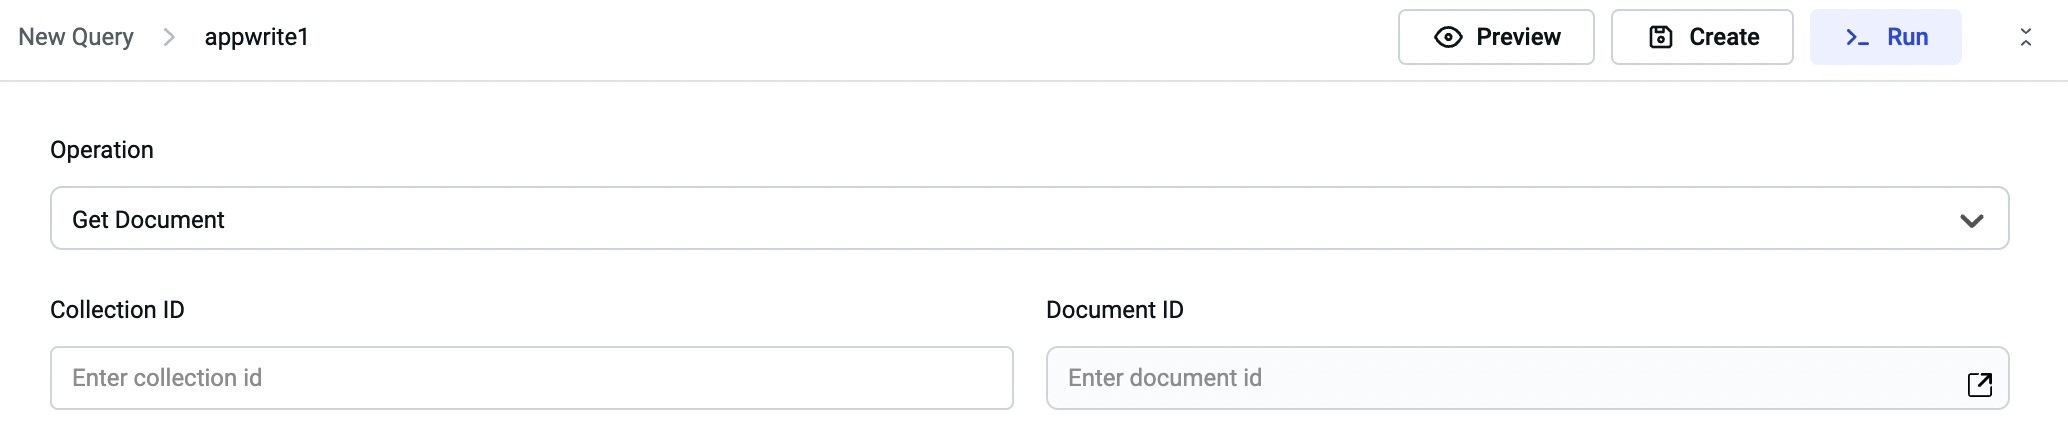 New Query > appwrite1
Preview
Create
>_ Run
Operation
Get Document
Collection ID
Document ID
Enter collection id
Enter document id